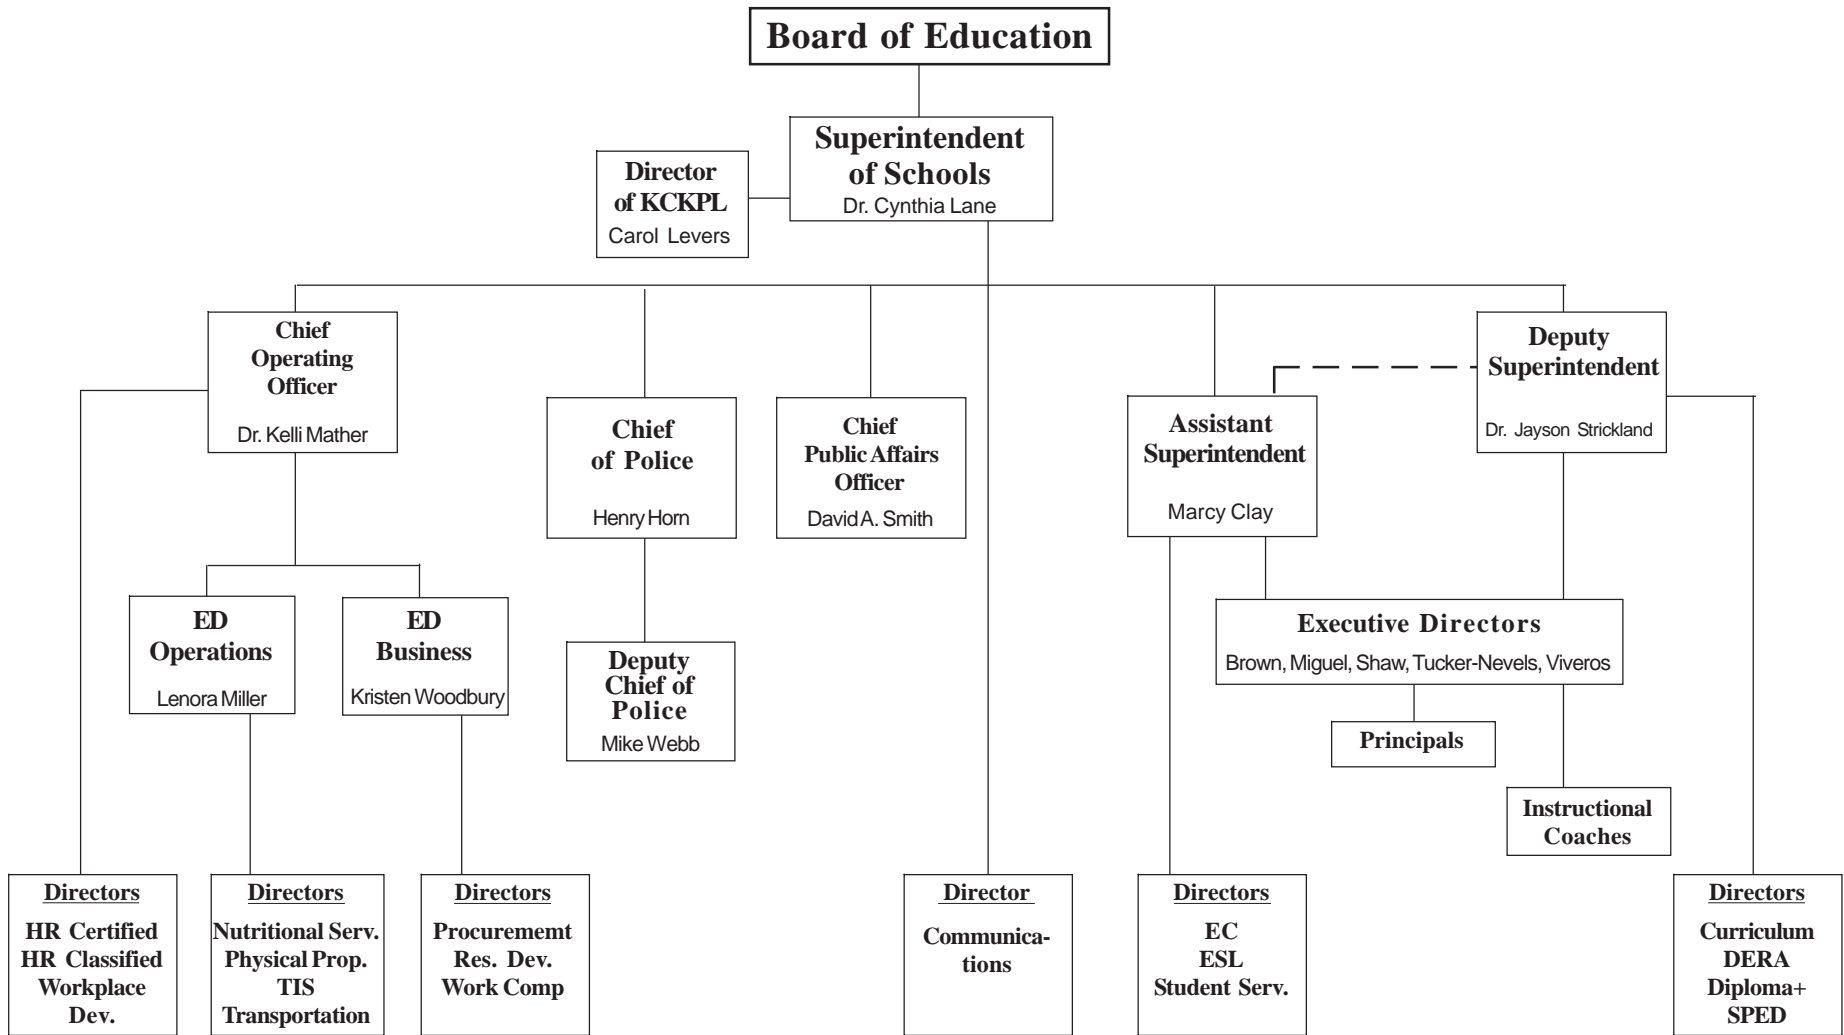 Board of Education
Superintendent
of Schools
Dr. Cynthia Lane
Director
of KCKPL
Carol Levers
Chief
Operating
Officer
Dr. Kelli Mather
Chief
of Police
Henry Horn
Chief
Public Affairs
Officer
David A. Smith
Assistant
Superintendent
Marcy Clay
Deputy
Superintendent
Dr. Jayson Strickland
ED
Operations
Lenora Miller
ED
Business
Kristen Woodbury
Deputy
Chief of
Police
Mike Webb
Executive Directors
Brown, Miguel, Shaw, Tucker-Nevels, Viveros
Principals
Instructional
Coaches
Directors
HR Certified
HR Classified
Workplace
Dev.
Directors
Nutritional Serv.
Physical Prop.
TIS
Transportation
Directors
Procurememt
Res. Dev.
Work Comp
Director
Communica-
tions
Directors
EC
ESL
Student Serv.
Directors
Curriculum
DERA
Diploma+
SPED